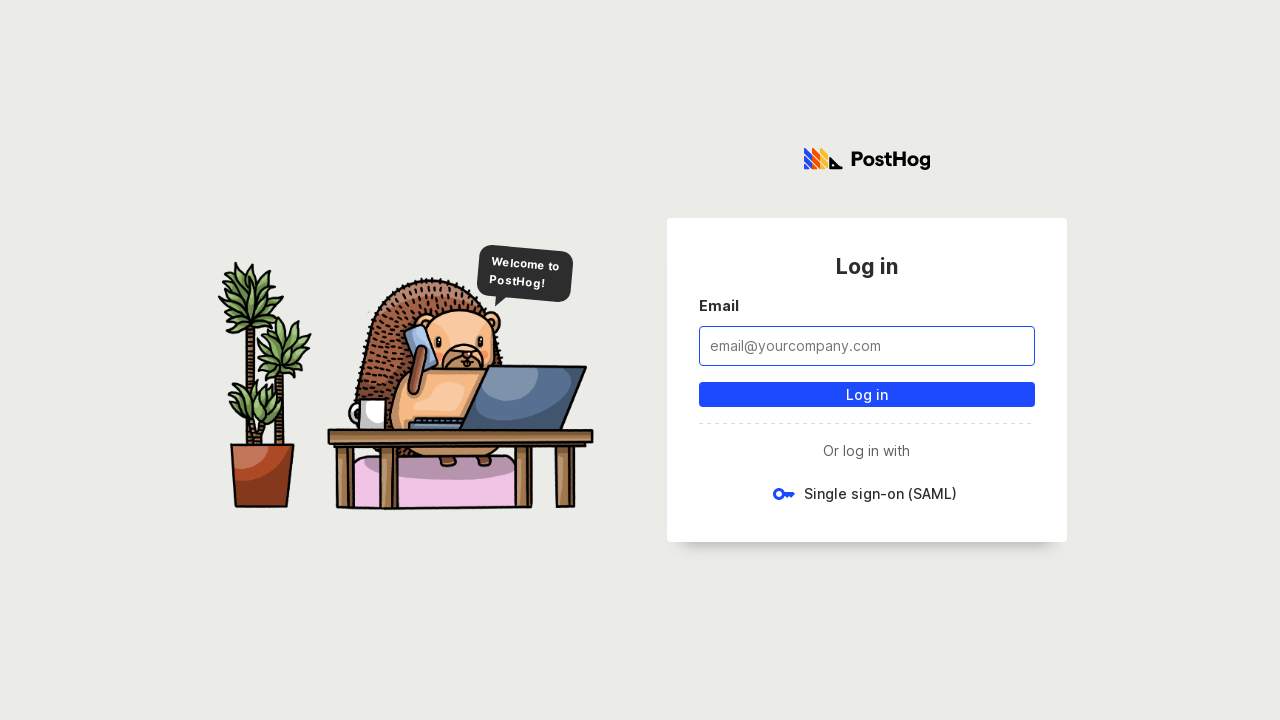 PostHog
Welcome to
PostHog!
Log in
Email
email@yourcompany.com
Log in
Or log in with
Single sign-on (SAML)